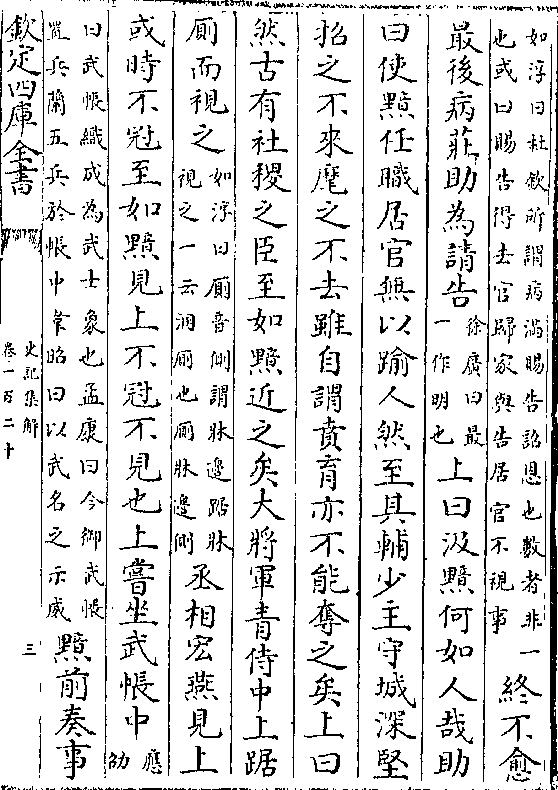 如淳曰杜欽所謂病滿賜告詔恩也數者非一
也或曰賜告得去官歸家與告居官不視事
終不愈
最後病莊助為請告
徐廣曰最
一作明也
上曰汲黯何如人哉助
曰使黯任職居官無以踰人然至其輔少主守城深堅
招之不來麾之不去雖自謂賁育亦不能奪之矣上曰
然古有社稷之臣至如黯近之矣大將軍青侍中上踞
厠而視之
如淳曰厠音側謂牀邊踞牀
視之一云溷厠也厠牀邊側
丞相宏燕見上
或時不冠至如黯見上不冠不見也上嘗坐武帳中
應
劭
曰武帳織成為武士象也孟康曰今御武帳
置兵蘭五兵於帳中韋昭曰以武名之示威
黯前奏事
欽定四庫全書
史記集解
卷一百二十
三